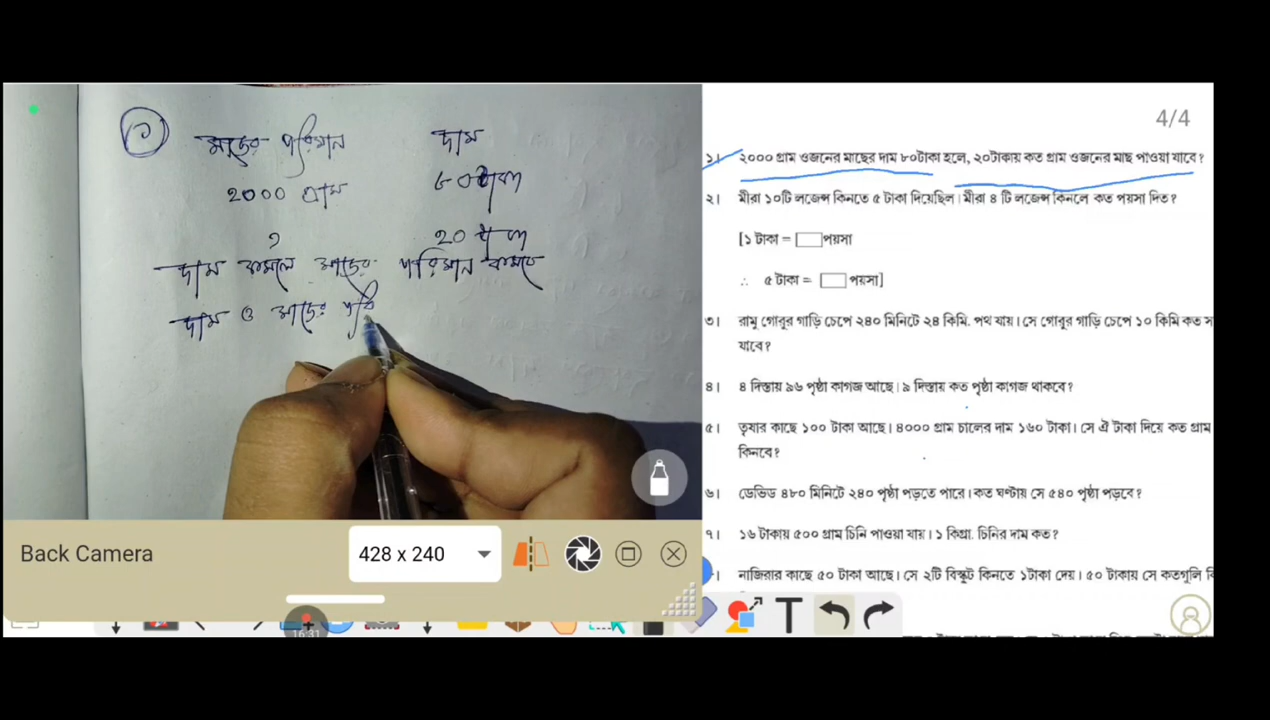 ১
মাছের পরিমান দাম
২০০০ গ্রাম ৮০টাকা
? ২০ টাকা
দাম কমলে মাছের পরিমান কমবে
দাম ও মাছের পরি
Back Camera
428 x 240
16:31
4/4
১। ২০০০ গ্রাম ওজনের মাছের দাম ৮০টাকা হলে, ২০টাকায় কত গ্রাম ওজনের মাছ পাওয়া যাবে?
২। মীরা ১০টি লজেন্স কিনতে ৫ টাকা দিয়েছিল। মীরা ৪ টি লজেন্স কিনলে কত পয়সা দিত?
[১ টাকা = পয়সা
∴ ৫ টাকা = পয়সা]
৩। রামু গোরুর গাড়ি চেপে ২৪০ মিনিটে ২৪ কিমি. পথ যায়। সে গোরুর গাড়ি চেপে ১০ কিমি কত স
যাবে?
৪। ৪ দিস্তায় ৯৬ পৃষ্ঠা কাগজ আছে। ৯ দিস্তায় কত পৃষ্ঠা কাগজ থাকবে?
৫। তৃষার কাছে ১০০ টাকা আছে। ৪০০০ গ্রাম চালের দাম ১৬০ টাকা। সে ঐ টাকা দিয়ে কত গ্রাম
কিনবে?
৬। ডেভিড ৪৮০ মিনিটে ২৪০ পৃষ্ঠা পড়তে পারে। কত ঘণ্টায় সে ৫৪০ পৃষ্ঠা পড়বে?
৭। ১৬ টাকায় ৫০০ গ্রাম চিনি পাওয়া যায়। ১ কিগ্রা. চিনির দাম কত?
নাজিরার কাছে ৫০ টাকা আছে। সে ২টি বিস্কুট কিনতে ১টাকা দেয়। ৫০ টাকায় সে কতগুলি বি
T